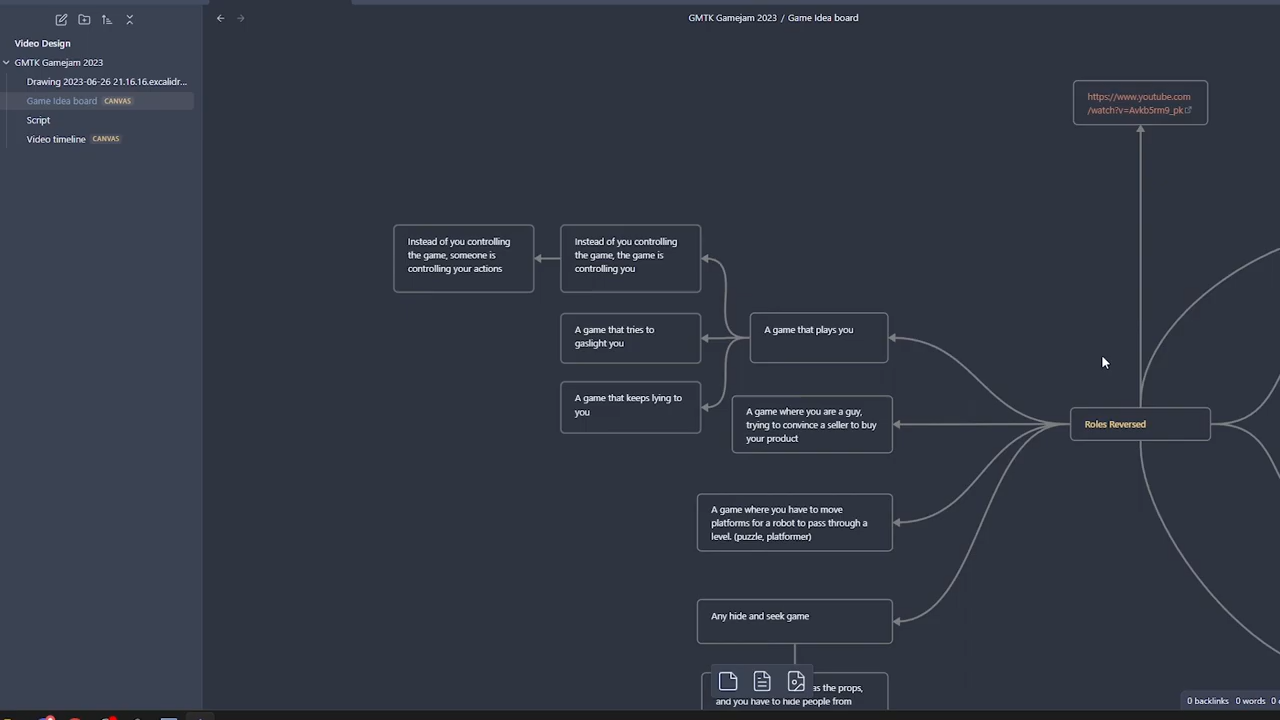 GMTK Gamejam 2023 / Game Idea board
Video Design
GMTK Gamejam 2023
Drawing 2023-06-26 21.16.16.excalidr...
Game Idea board CANVAS
Script
Video timeline CANVAS
https://www.youtube.com
/watch?v=Avkb5rm9_pk
Instead of you controlling
the game, someone is
controlling your actions
Instead of you controlling
the game, the game is
controlling you
A game that tries to
gaslight you
A game that keeps lying to
you
A game that plays you
A game where you are a guy,
trying to convince a seller to buy
your product
A game where you have to move
platforms for a robot to pass through a
level. (puzzle, platformer)
Any hide and seek game
as the props,
and you have to hide people from
Roles Reversed
0 backlinks 0 words 0